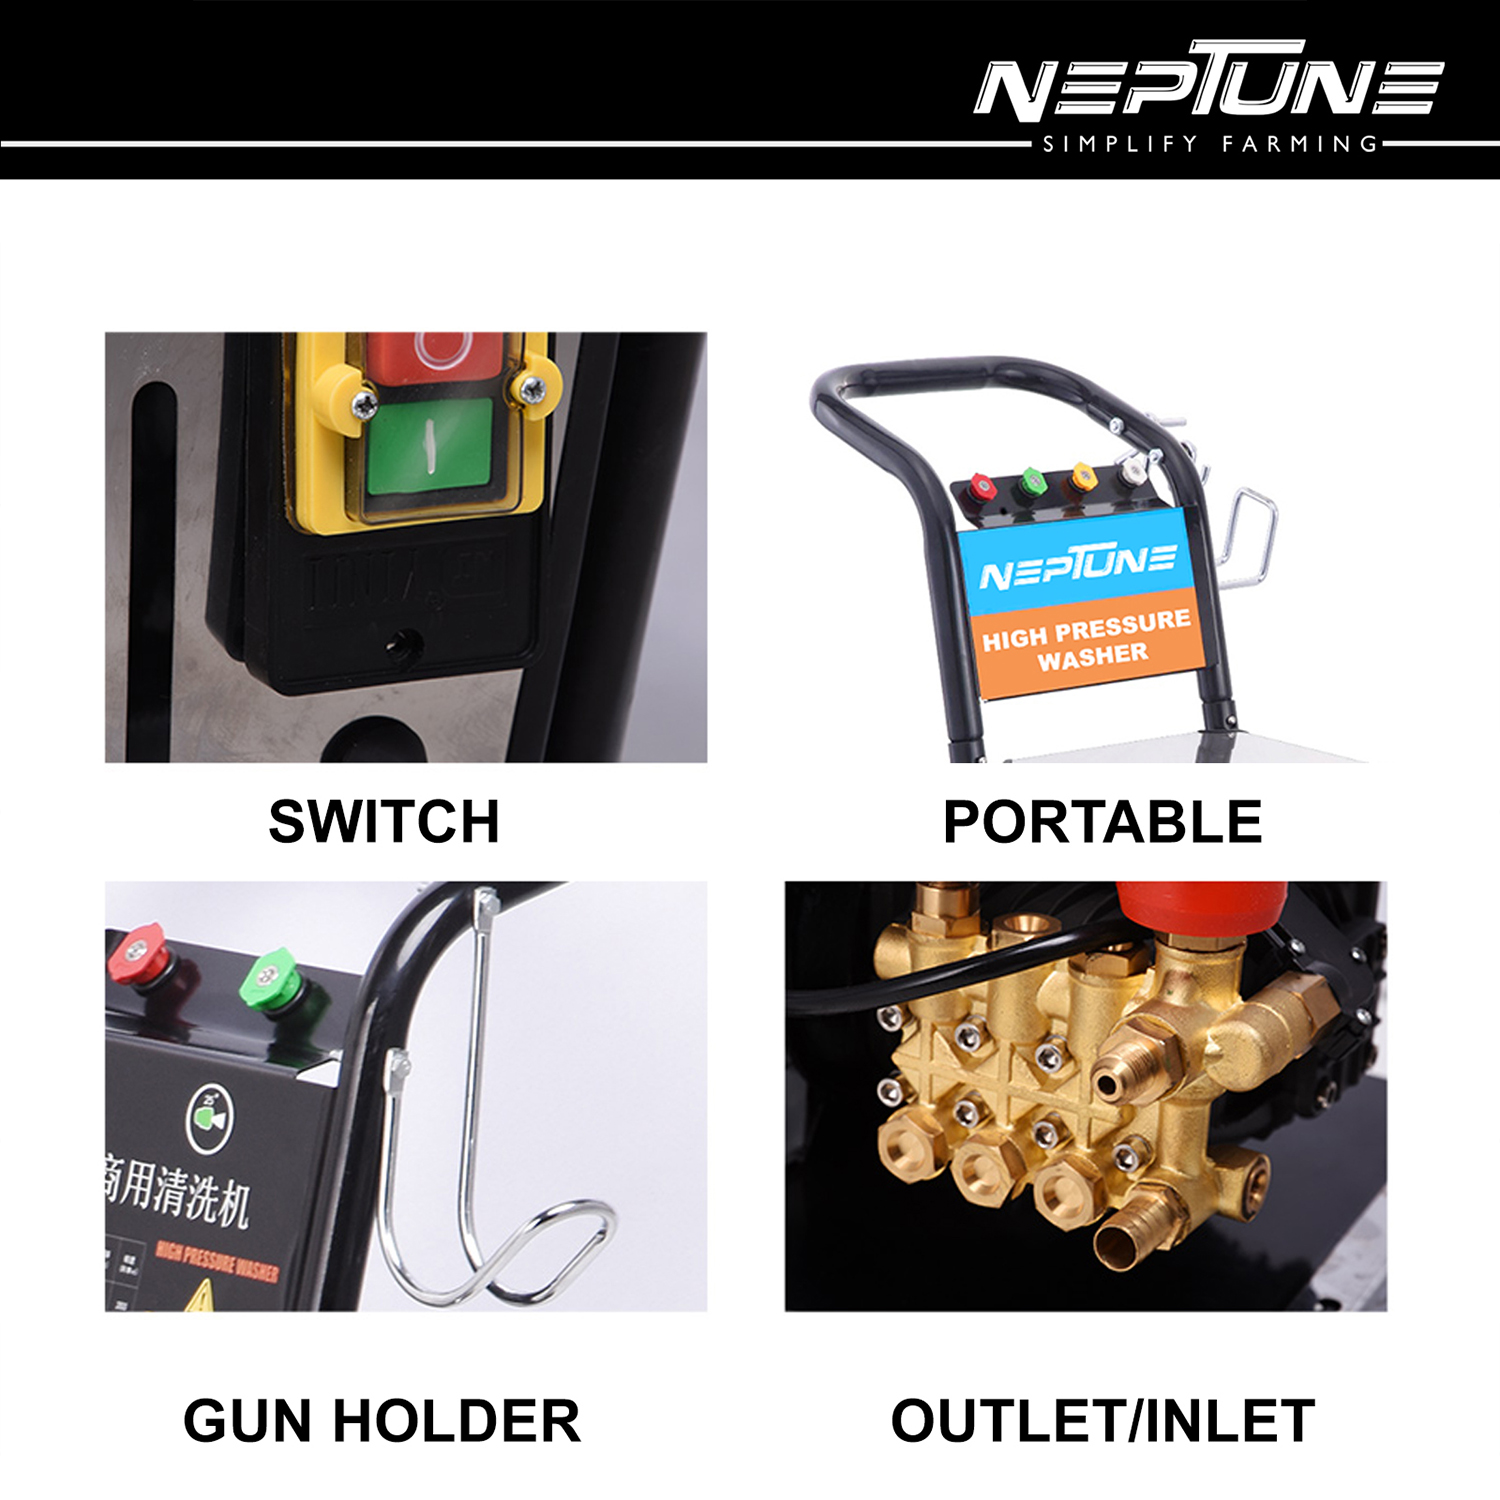 NEPTUNE
SIMPLIFY FARMING
O
I
SWITCH
NEPTUNE
HIGH PRESSURE
WASHER
PORTABLE
25°
商用清洗机
HIGH PRESSURE WASHER
GUN HOLDER
OUTLET/INLET